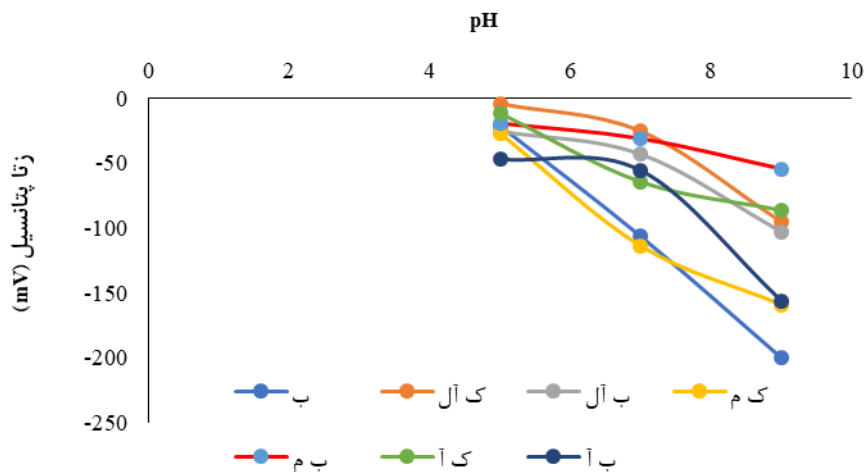 pH
0 2 4 6 8 10
زتا پتانسیل (mV)
0
-50
-100
-150
-200
-250
ب
ک آل
ب آل
ک م
ب م
ک آ
ب آ